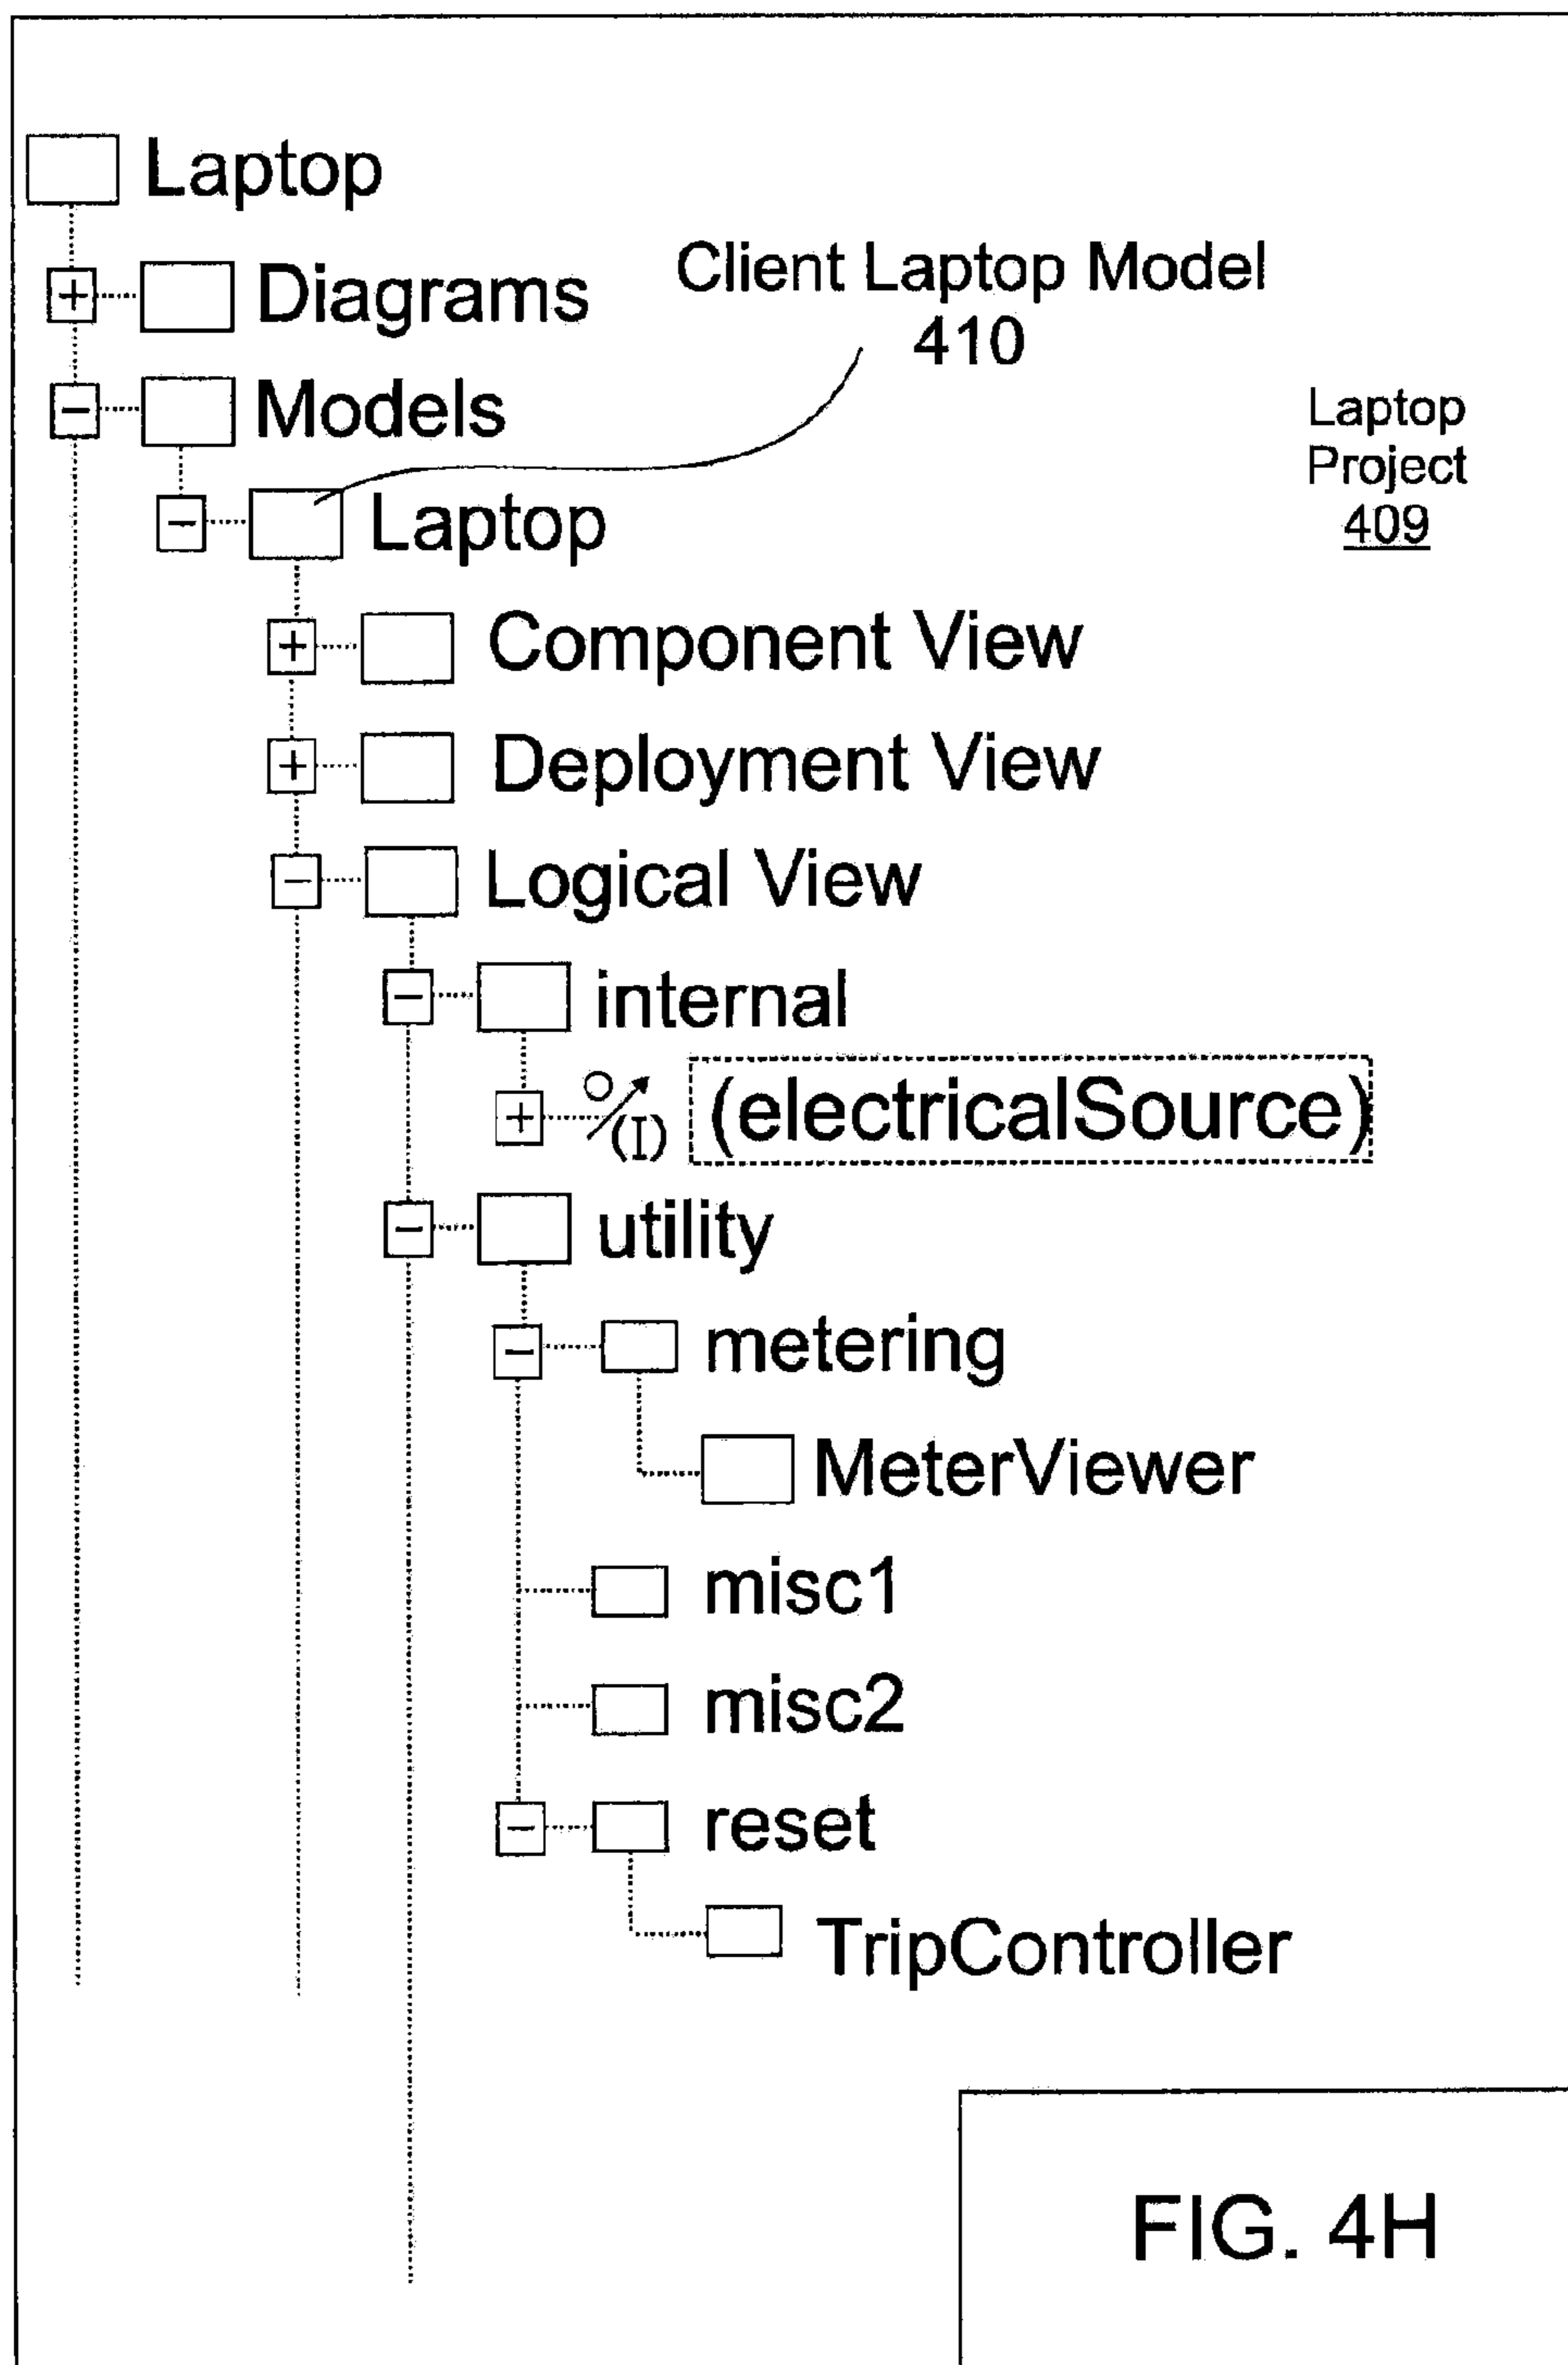 Laptop
Diagrams
Client Laptop Model
410
Models
Laptop
Project
409
Laptop
Component View
Deployment View
Logical View
internal
(I) (electricalSource)
utility
metering
MeterViewer
misc1
misc2
reset
TripController
FIG. 4H